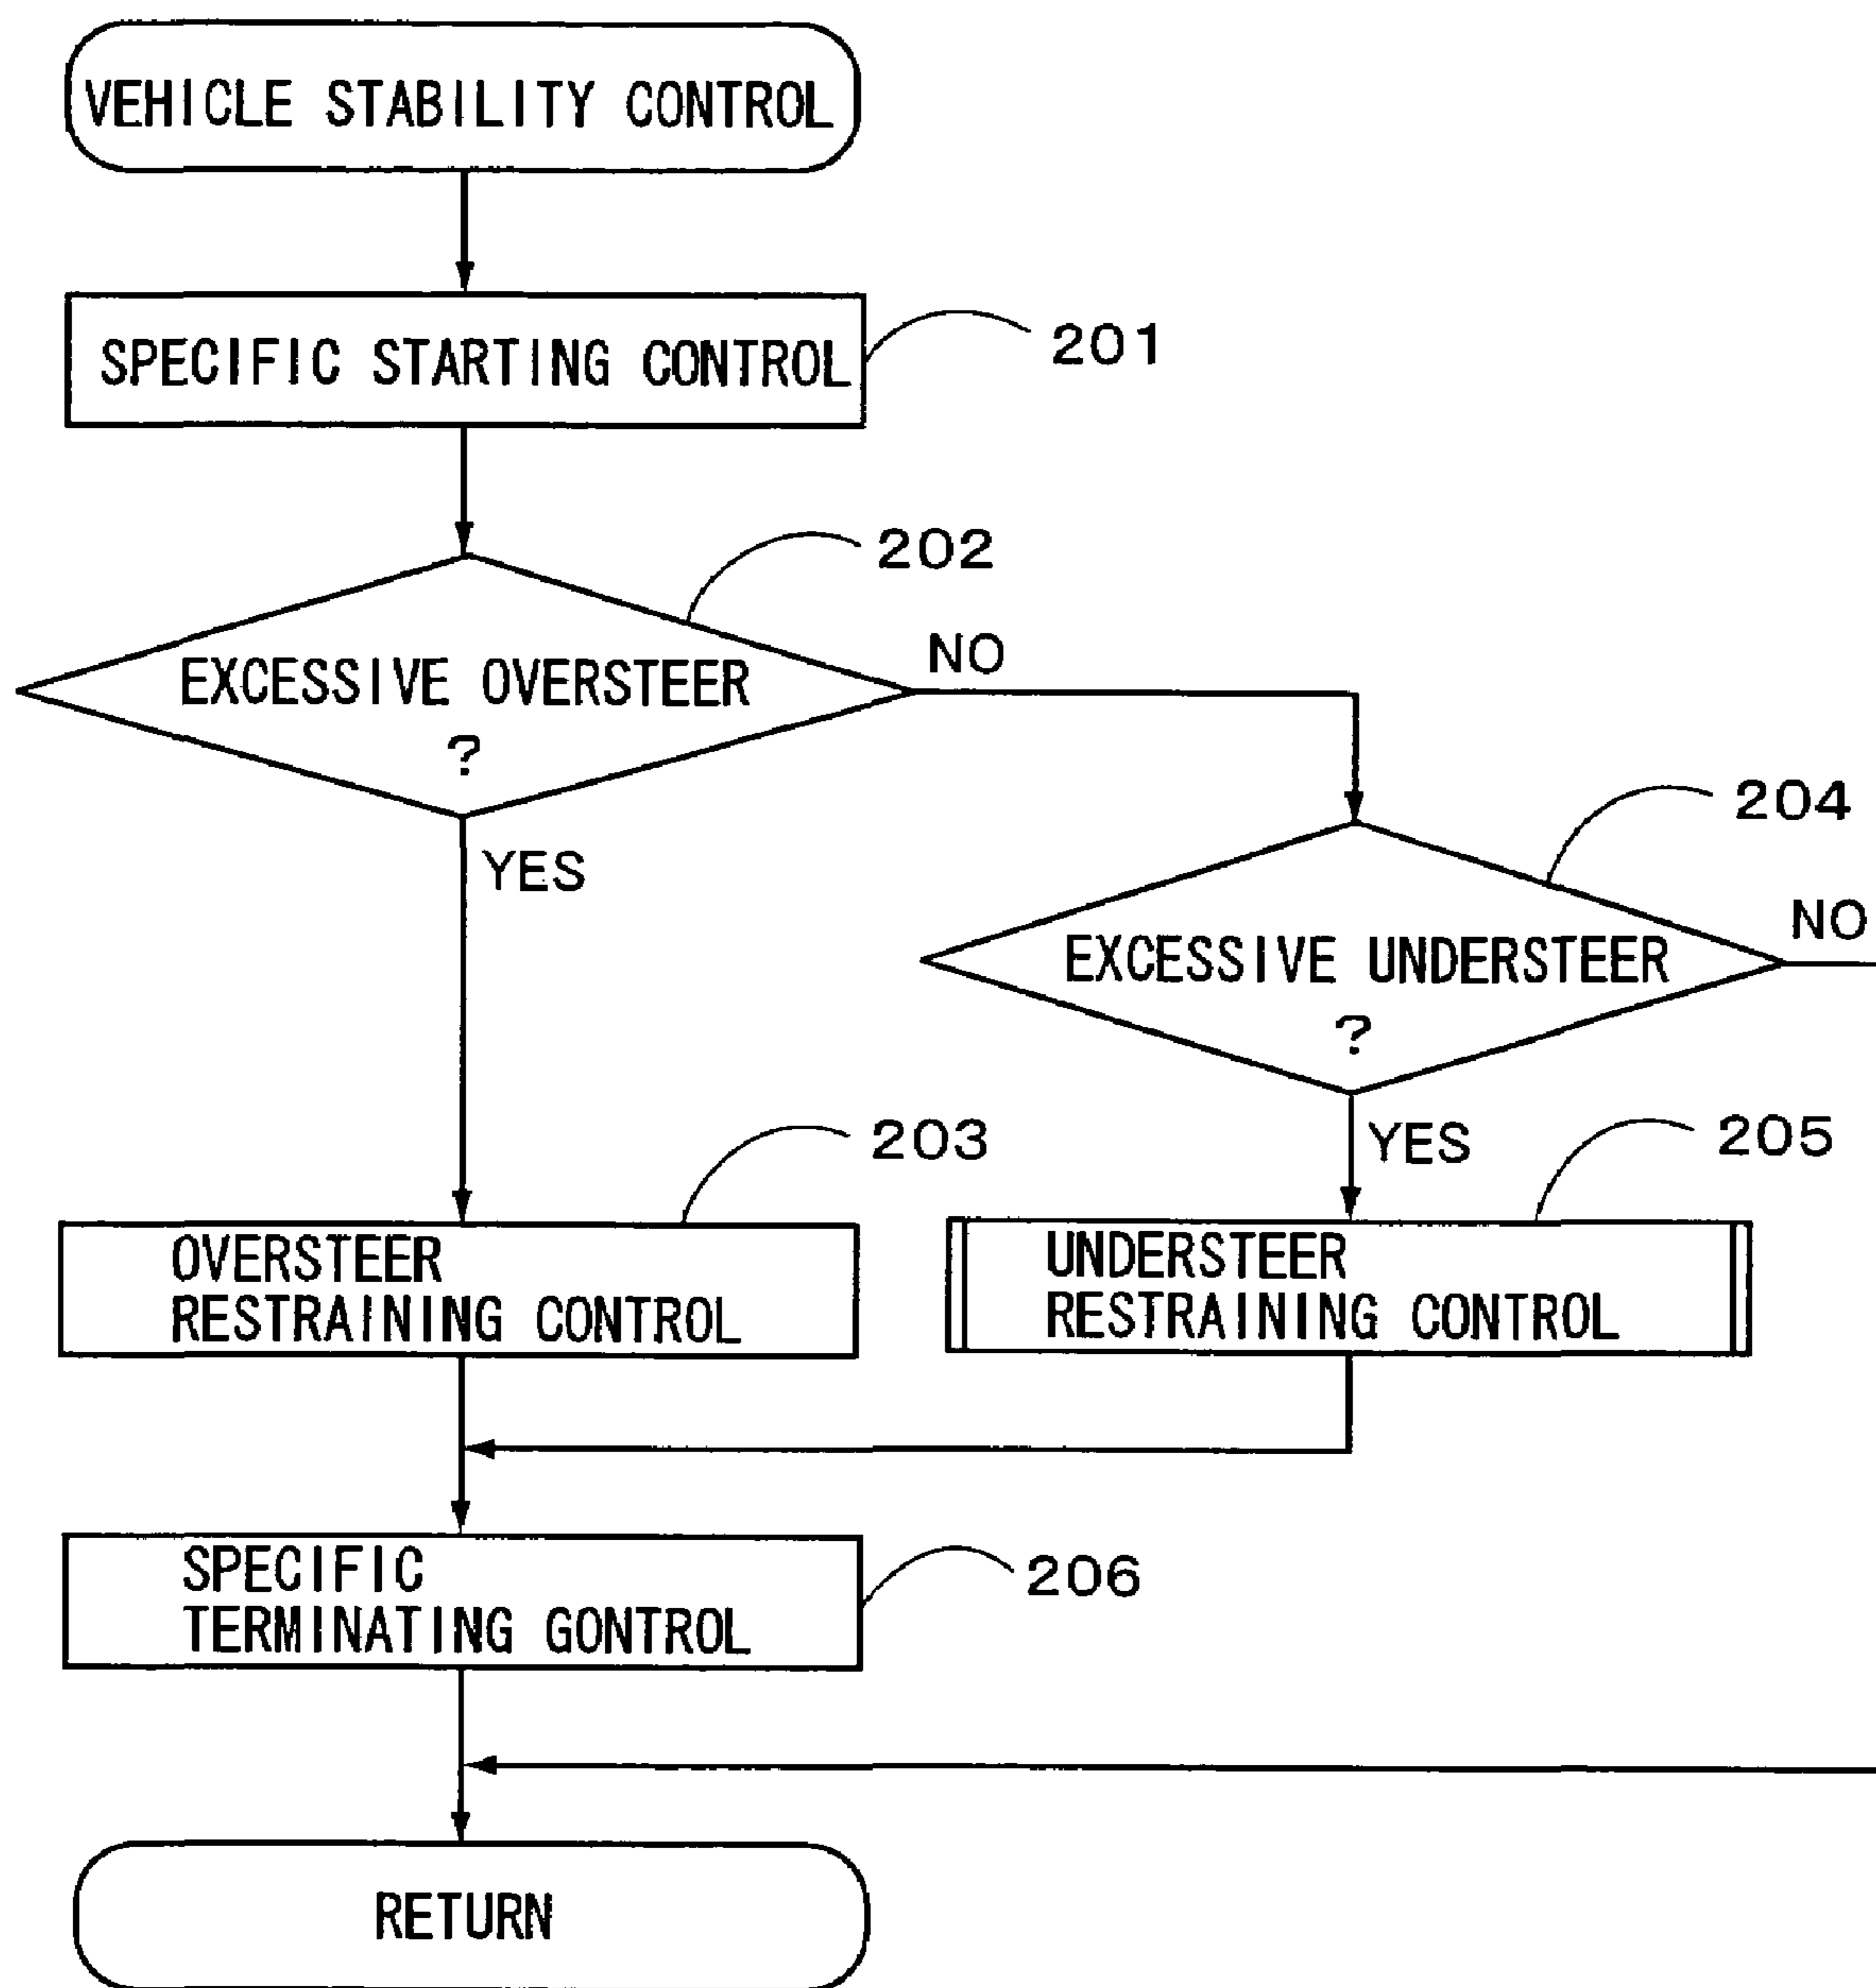 VEHICLE STABILITY CONTROL
SPECIFIC STARTING CONTROL
201
202
EXCESSIVE OVERSTEER
?
NO
YES
204
EXCESSIVE UNDERSTEER
?
NO
YES
203
205
OVERSTEER
RESTRAINING CONTROL
UNDERSTEER
RESTRAINING CONTROL
SPECIFIC
TERMINATING GONTROL
206
RETURN